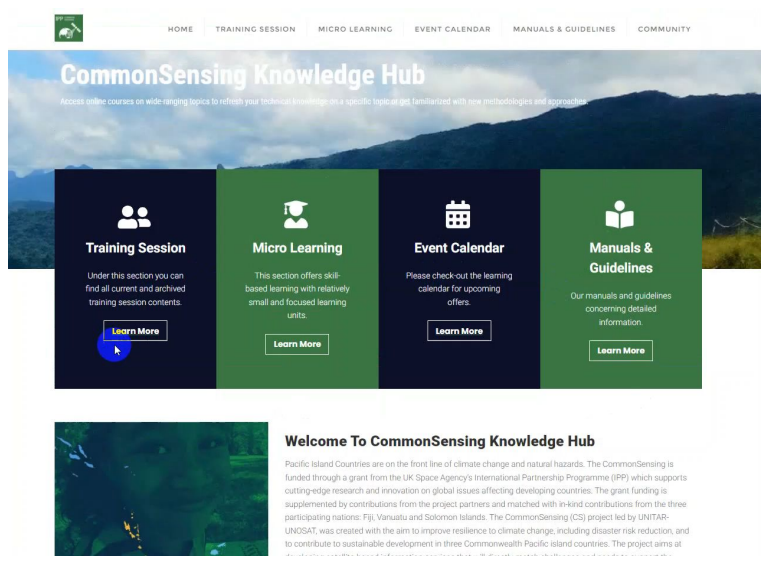 HOME TRAINING SESSION MICRO LEARNING EVENT CALENDAR MANUALS & GUIDELINES COMMUNITY
CommonSensing Knowledge Hub
Access online courses on wide-ranging topics to refresh your technical knowledge on a specific topic or get familiarized with new methodologies and approaches.
Training Session
Under this section you can
find all current and archived
training session contents.
Learn More
Micro Learning
This section offers skill-
based learning with relatively
small and focused learning
units.
Learn More
Event Calendar
Please check-out the learning
calendar for upcoming
offers.
Learn More
Manuals &
Guidelines
Our manuals and guidelines
concerning detailed
information.
Learn More
Welcome To CommonSensing Knowledge Hub
Pacific Island Countries are on the front line of climate change and natural hazards. The CommonSensing is
funded through a grant from the UK Space Agency's International Partnership Programme (IPP) which supports
cutting-edge research and innovation on global issues affecting developing countries. The grant funding is
supplemented by contributions from the project partners and matched with in-kind contributions from the three
participating nations: Fiji, Vanuatu and Solomon Islands. The CommonSensing (CS) project led by UNITAR-
UNOSAT, was created with the aim to improve resilience to climate change, including disaster risk reduction, and
to contribute to sustainable development in three Commonwealth Pacific island countries. The project aims at